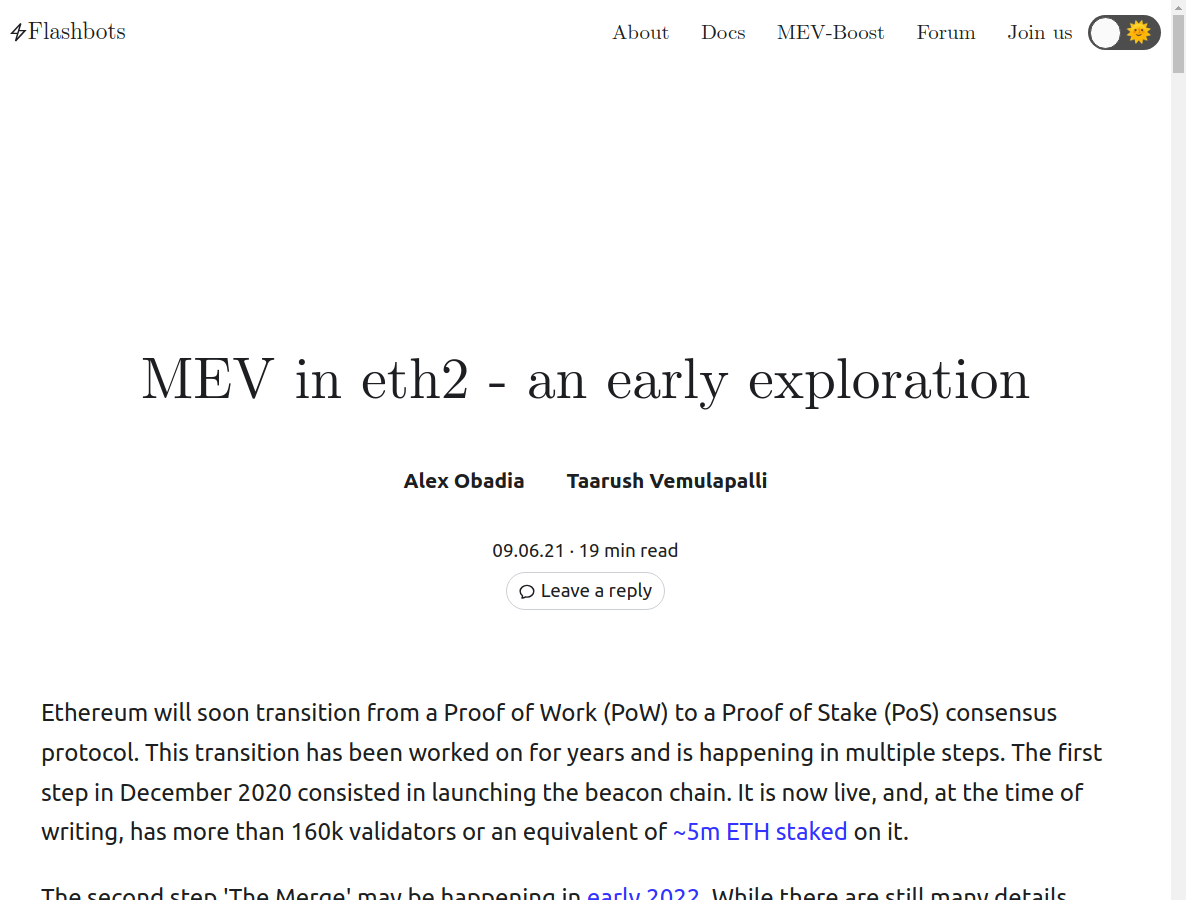 Flashbots
About Docs MEV-Boost Forum Join us
MEV in eth2 - an early exploration
Alex Obadia Taarush Vemulapalli
09.06.21 · 19 min read
Leave a reply
Ethereum will soon transition from a Proof of Work (PoW) to a Proof of Stake (PoS) consensus
protocol. This transition has been worked on for years and is happening in multiple steps. The first
step in December 2020 consisted in launching the beacon chain. It is now live, and, at the time of
writing, has more than 160k validators or an equivalent of ~5m ETH staked on it.
The second step 'The Merge' may be happening in early 2022. While there are still many details